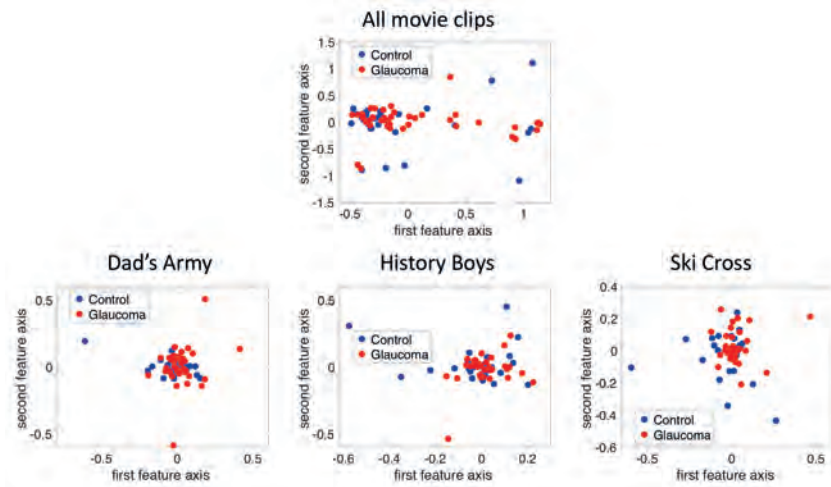 All movie clips
1.5
Control
Glaucoma
1
0.5
0
-0.5
-1
-1.5
second feature axis
-0.5 0 0.5 1
first feature axis
Dad's Army
0.5
Control
Glaucoma
0
-0.5
second feature axis
-0.5 0 0.5
first feature axis
History Boys
0.5
Control
Glaucoma
0
-0.5
second feature axis
-0.6 -0.4 -0.2 0 0.2
first feature axis
Ski Cross
0.4
0.2
0
-0.2
-0.4
Control
Glaucoma
-0.6
second feature axis
-0.5 0 0.5
first feature axis